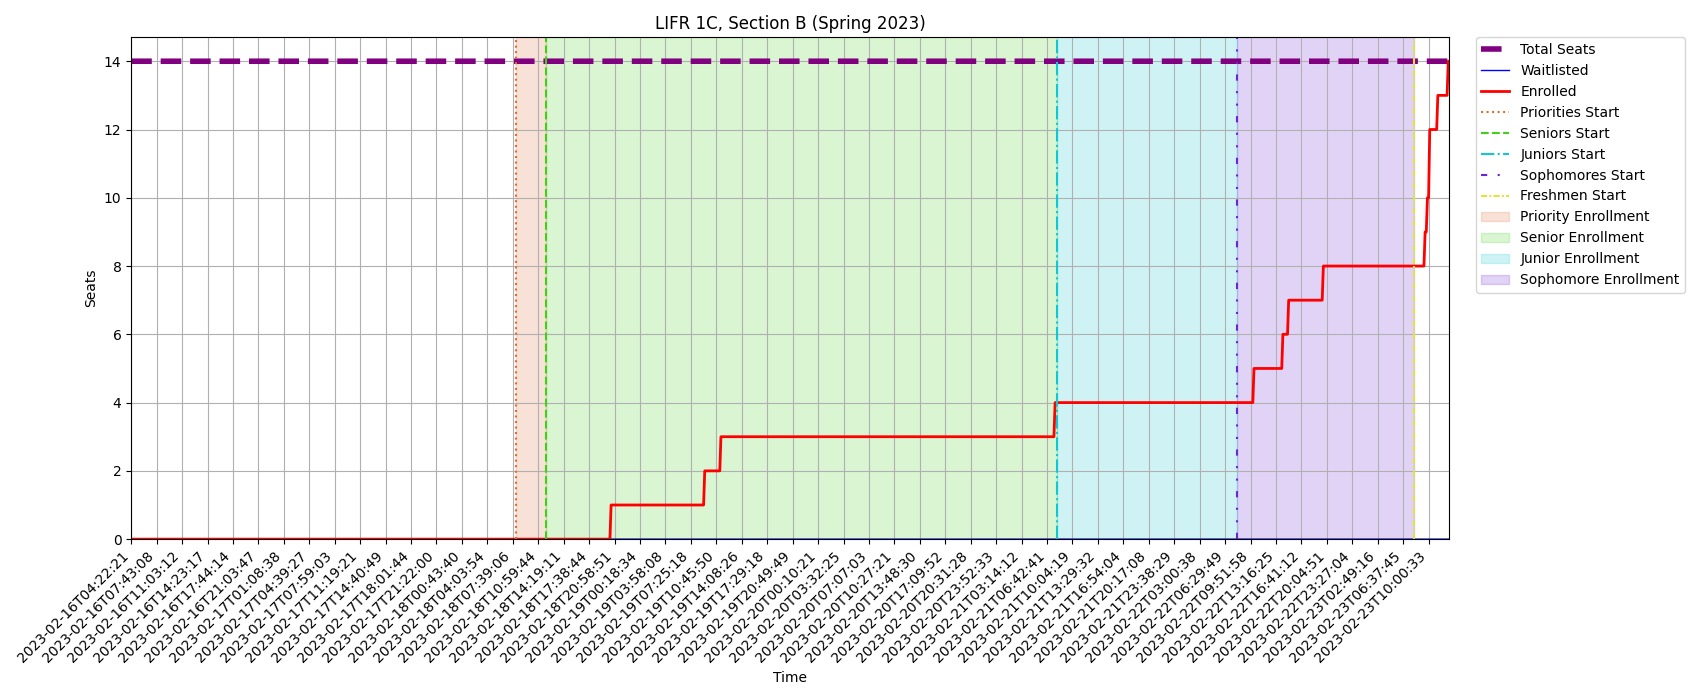 LIFR 1C, Section B (Spring 2023)
Seats
14
12
10
8
6
4
2
0
Total Seats
Waitlisted
Enrolled
Priorities Start
Seniors Start
Juniors Start
Sophomores Start
Freshmen Start
Priority Enrollment
Senior Enrollment
Junior Enrollment
Sophomore Enrollment
2023-02-16T04:22:21
2023-02-16T07:43:08
2023-02-16T11:03:12
2023-02-16T14:23:17
2023-02-16T17:44:14
2023-02-16T21:03:47
2023-02-17T01:08:38
2023-02-17T04:39:27
2023-02-17T07:59:03
2023-02-17T11:19:21
2023-02-17T14:40:49
2023-02-17T18:01:44
2023-02-17T21:22:00
2023-02-18T00:43:40
2023-02-18T04:03:54
2023-02-18T07:39:06
2023-02-18T10:59:44
2023-02-18T14:19:11
2023-02-18T17:38:44
2023-02-18T20:58:51
2023-02-19T00:18:34
2023-02-19T03:58:08
2023-02-19T07:25:18
2023-02-19T10:45:50
2023-02-19T14:08:26
2023-02-19T17:29:18
2023-02-19T20:49:49
2023-02-20T00:10:21
2023-02-20T03:32:25
2023-02-20T07:07:03
2023-02-20T10:27:21
2023-02-20T13:48:30
2023-02-20T17:09:52
2023-02-20T20:31:28
2023-02-20T23:52:33
2023-02-21T03:14:12
2023-02-21T06:42:41
2023-02-21T10:04:19
2023-02-21T13:29:32
2023-02-21T16:54:04
2023-02-21T20:17:08
2023-02-21T23:38:29
2023-02-22T03:00:38
2023-02-22T06:29:49
2023-02-22T09:51:58
2023-02-22T13:16:25
2023-02-22T16:41:12
2023-02-22T20:04:51
2023-02-22T23:27:04
2023-02-23T02:49:16
2023-02-23T06:37:45
2023-02-23T10:00:33
Time